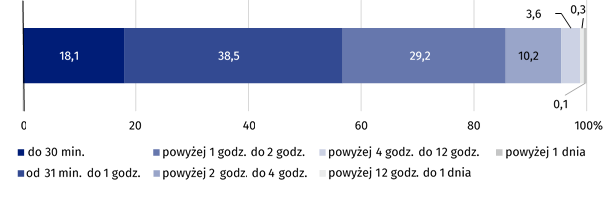 3,6 0,3
18,1 38,5 29,2 10,2
0,1
0 20 40 60 80 100%
do 30 min. powyżej 1 godz. do 2 godz. powyżej 4 godz. do 12 godz. powyżej 1 dnia
od 31 min. do 1 godz. powyżej 2 godz. do 4 godz. powyżej 12 godz. do 1 dnia